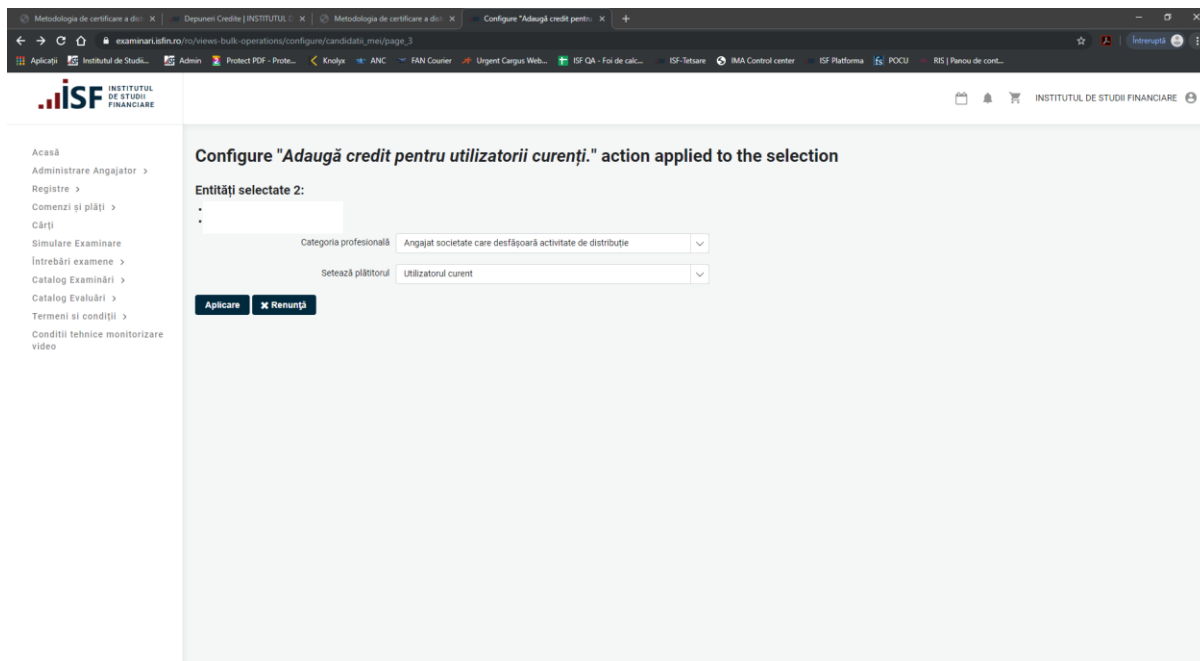 Metodologia de certificare a dist
Depuneri Credite | INSTITUTUL D
Metodologia de certificare a dist
Configure "Adaugă credit pentru
examinari.isfin.ro/ro/views-bulk-operations/configure/candidatii_mei/page_3
Întreruptă
Aplicații
Institutul de Studii...
Admin
Protect PDF - Prote...
Knolyx
ANC
FAN Courier
Urgent Cargus Web...
ISF QA - Foi de calc...
ISF-Tetsare
IMA Control center
ISF Platforma
POCU
RIS | Panou de cont...
ISF INSTITUTUL
DE STUDII
FINANCIARE
INSTITUTUL DE STUDII FINANCIARE
Acasă
Administrare Angajator
Registre
Comenzi și plăți
Cărți
Simulare Examinare
Întrebări examene
Catalog Examinări
Catalog Evaluări
Termeni si condiții
Conditii tehnice monitorizare
video
Configure "Adaugă credit pentru utilizatorii curenți." action applied to the selection
Entități selectate 2:
Categoria profesională
Angajat societate care desfășoară activitate de distribuție
Setează plătitorul
Utilizatorul curent
Aplicare
Renunță